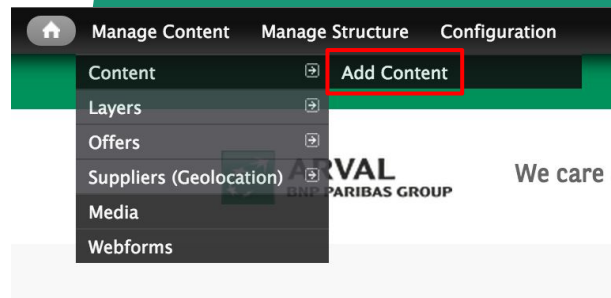 Manage Content Manage Structure Configuration
Content Add Content
Layers
Offers
Suppliers (Geolocation)
ARVAL
BNP PARIBAS GROUP
We care
Media
Webforms